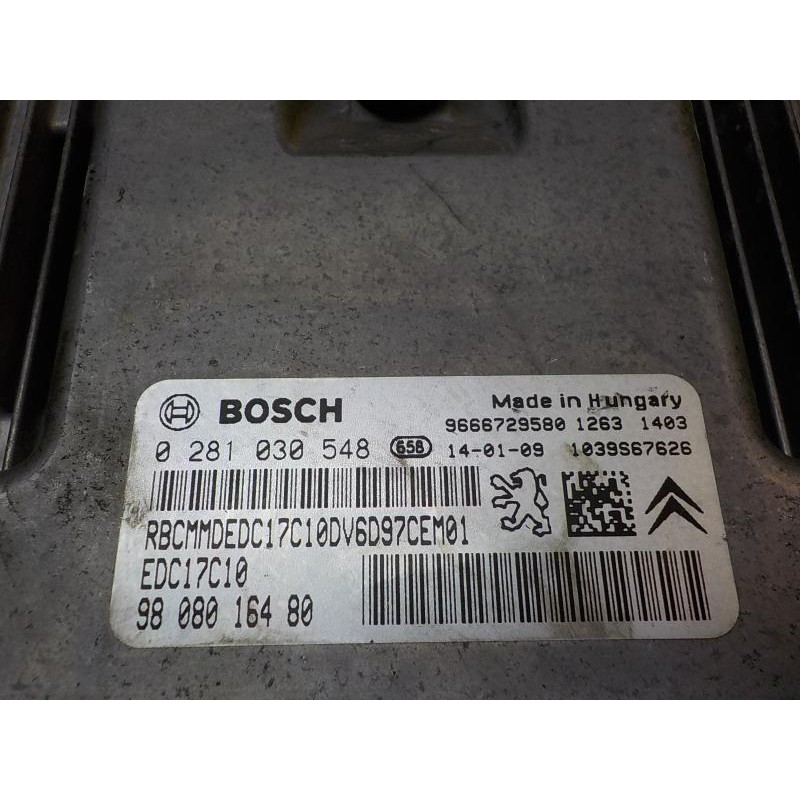 BOSCH
Made in Hungary
9666729580 1263 1403
0 281 030 548 658 14-01-09 1039S67626
RBCMMDEDC17C10DV6D97CEM01
EDC17C10
98 080 164 80